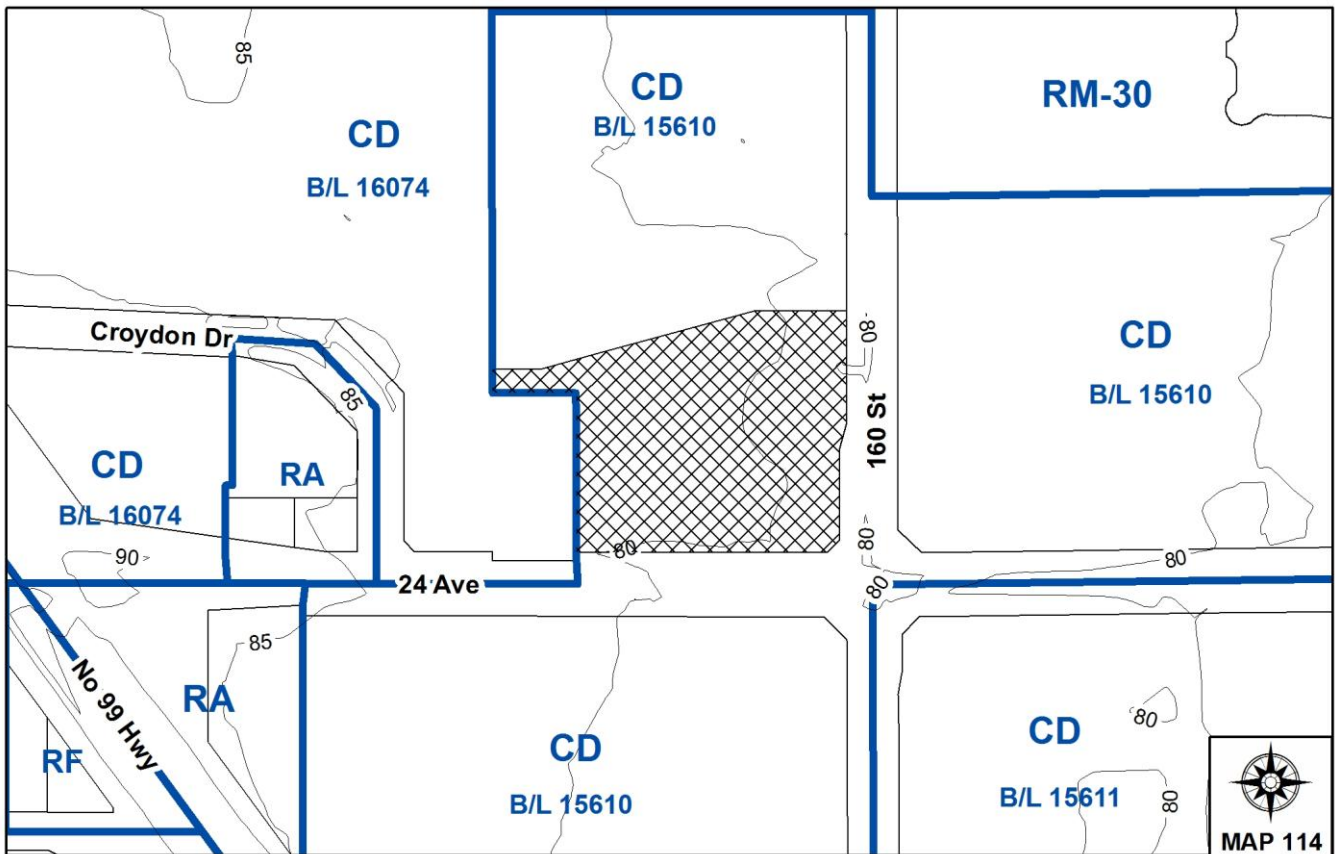 85
CD
B/L 15610
RM-30
CD
B/L 16074
Croydon Dr
80
CD
B/L 15610
85
160 St
CD
B/L 16074
RA
90
80
80
80
24 Ave
80
85
No 99 Hwy
RA
RF
CD
B/L 15610
CD
B/L 15611
80
80
MAP 114